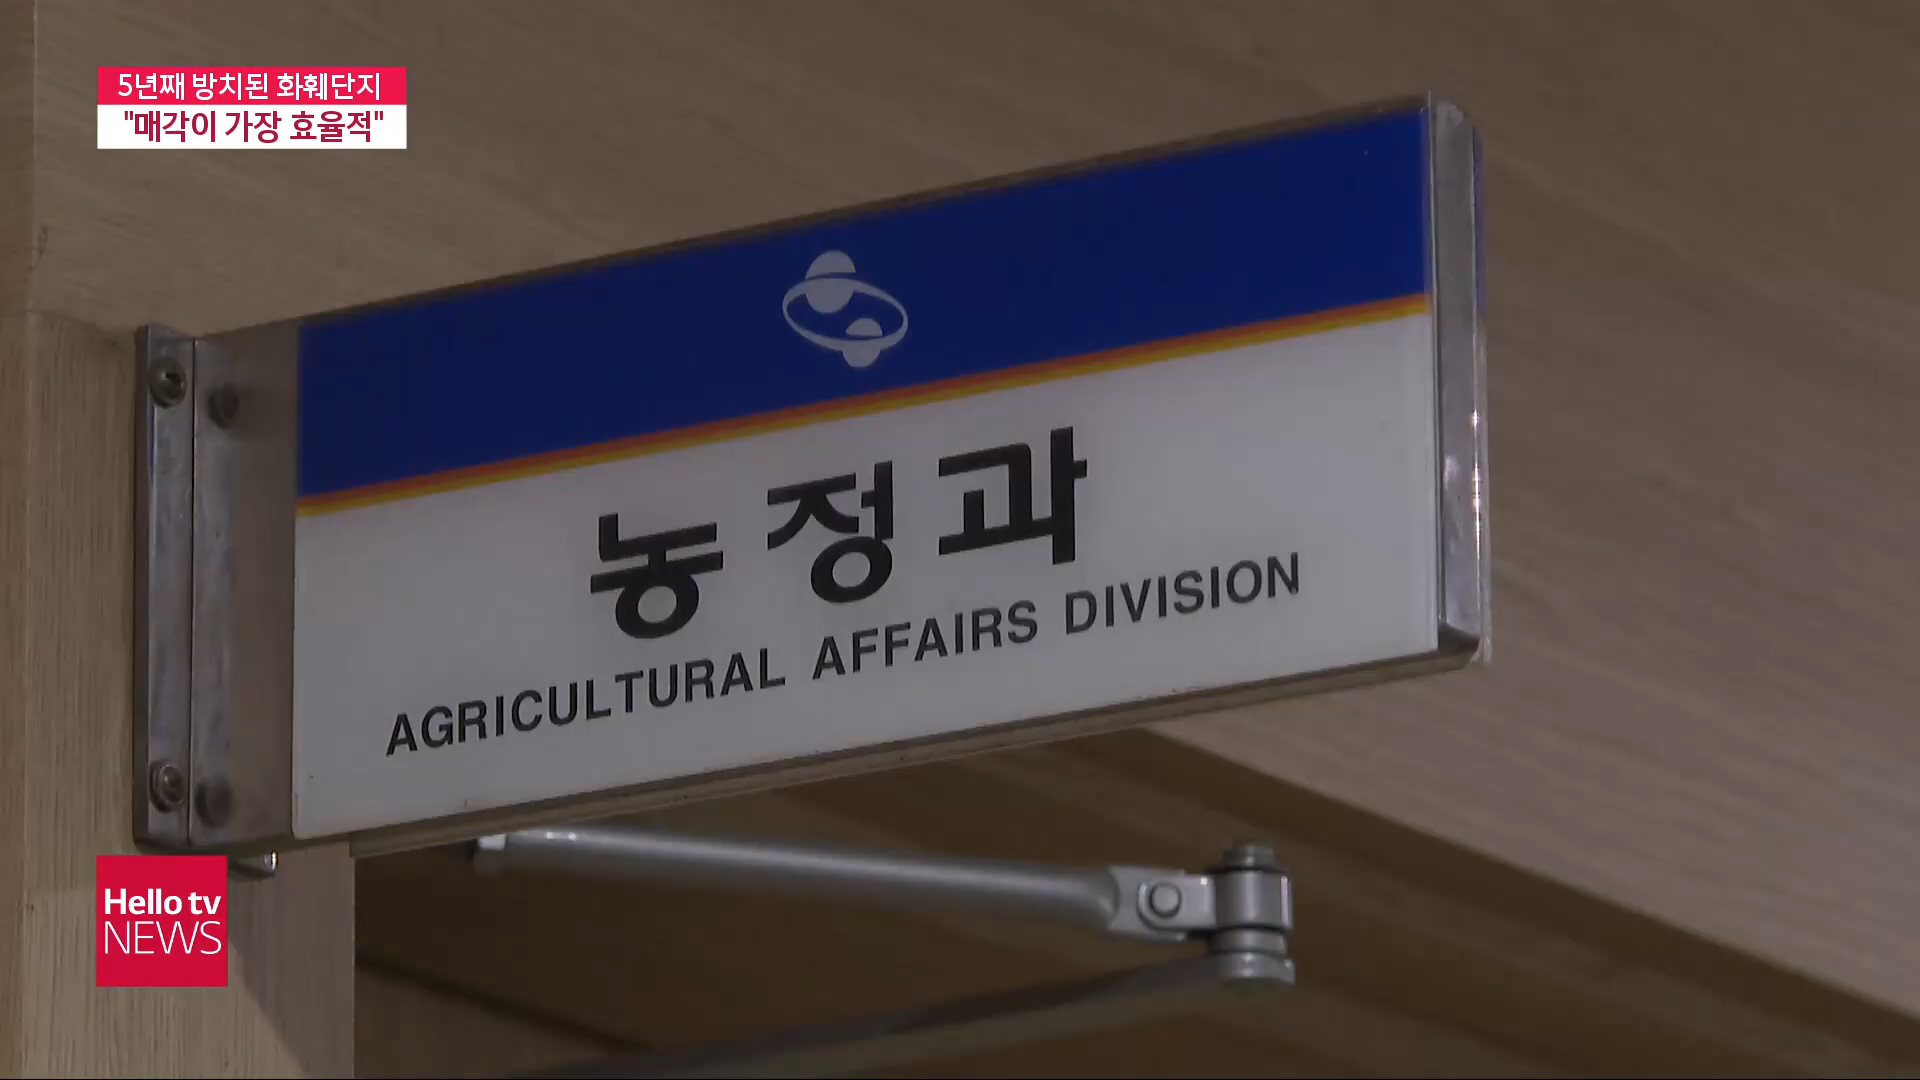 5년째 방치된 화훼단지
"매각이 가장 효율적"
농정과
AGRICULTURAL AFFAIRS DIVISION
Hello tv
NEWS